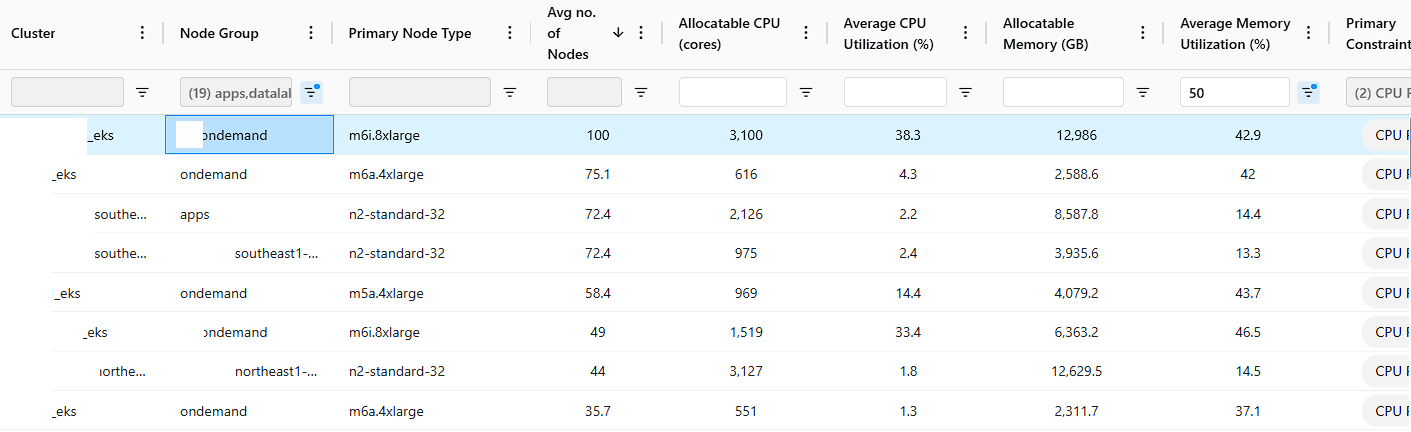 Cluster Node Group Primary Node Type Avg no. of Nodes Allocatable CPU (cores) Average CPU Utilization (%) Allocatable Memory (GB) Average Memory Utilization (%) Primary Constraint
(19) apps,datalal 50 (2) CPU
_eks ondemand m6i.8xlarge 100 3,100 38.3 12,986 42.9 CPU
_eks ondemand m6a.4xlarge 75.1 616 4.3 2,588.6 42 CPU
southe... apps n2-standard-32 72.4 2,126 2.2 8,587.8 14.4 CPU
southe... southeast1-... n2-standard-32 72.4 975 2.4 3,935.6 13.3 CPU
_eks ondemand m5a.4xlarge 58.4 969 14.4 4,079.2 43.7 CPU
_eks ondemand m6i.8xlarge 49 1,519 33.4 6,363.2 46.5 CPU
northe... northeast1-... n2-standard-32 44 3,127 1.8 12,629.5 14.5 CPU
_eks ondemand m6a.4xlarge 35.7 551 1.3 2,311.7 37.1 CPU